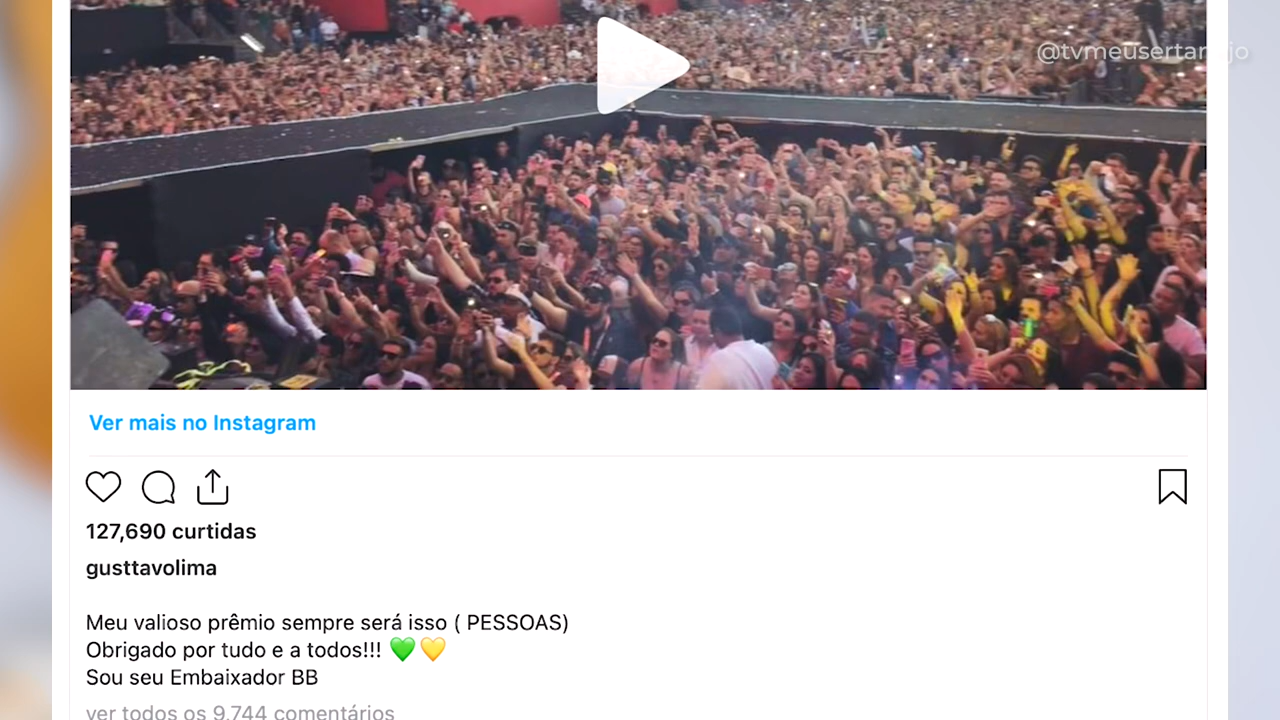 @tvmeusertanejo
Ver mais no Instagram
127,690 curtidas
gusttavolima
Meu valioso prêmio sempre será isso ( PESSOAS)
Obrigado por tudo e a todos!!! 💚💛
Sou seu Embaixador BB
ver todos os 9.744 comentários